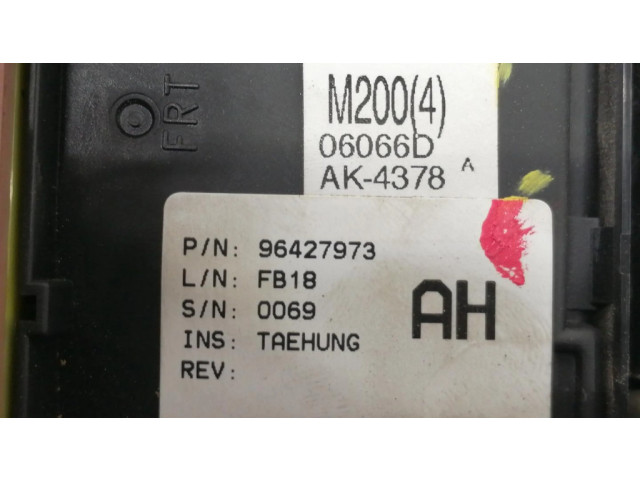 FRT
M200(4)
06066D
AK-4378 A
P/N: 96427973
L/N: FB18
S/N: 0069
INS: TAEHUNG
REV:
AH